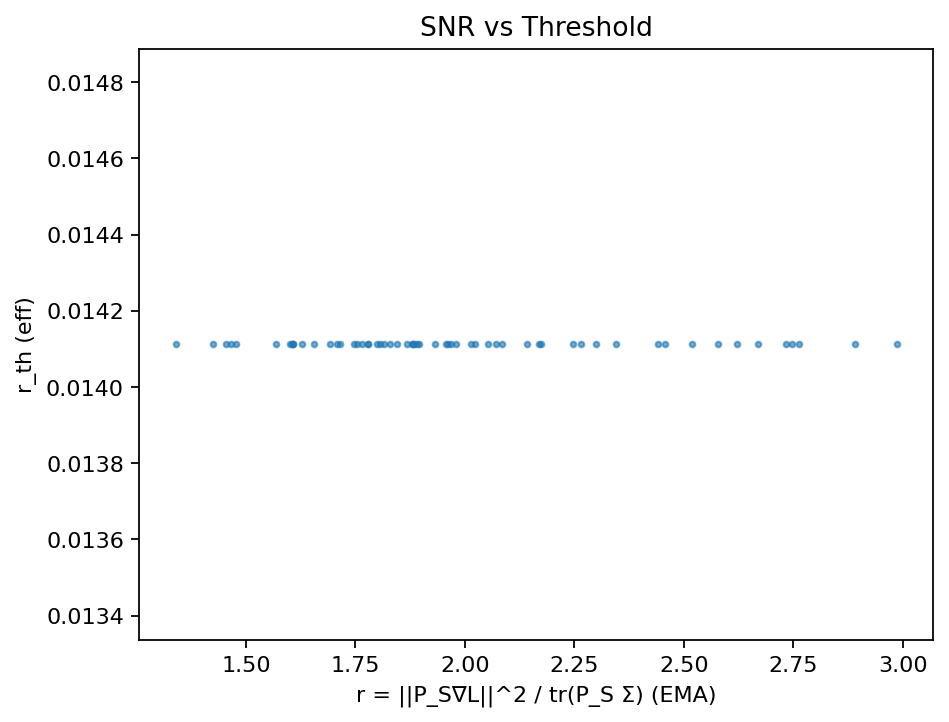 SNR vs Threshold
r_th (eff)
0.0148
0.0146
0.0144
0.0142
0.0140
0.0138
0.0136
0.0134
1.50 1.75 2.00 2.25 2.50 2.75 3.00
r = ||P_S∇L||^2 / tr(P_S Σ) (EMA)